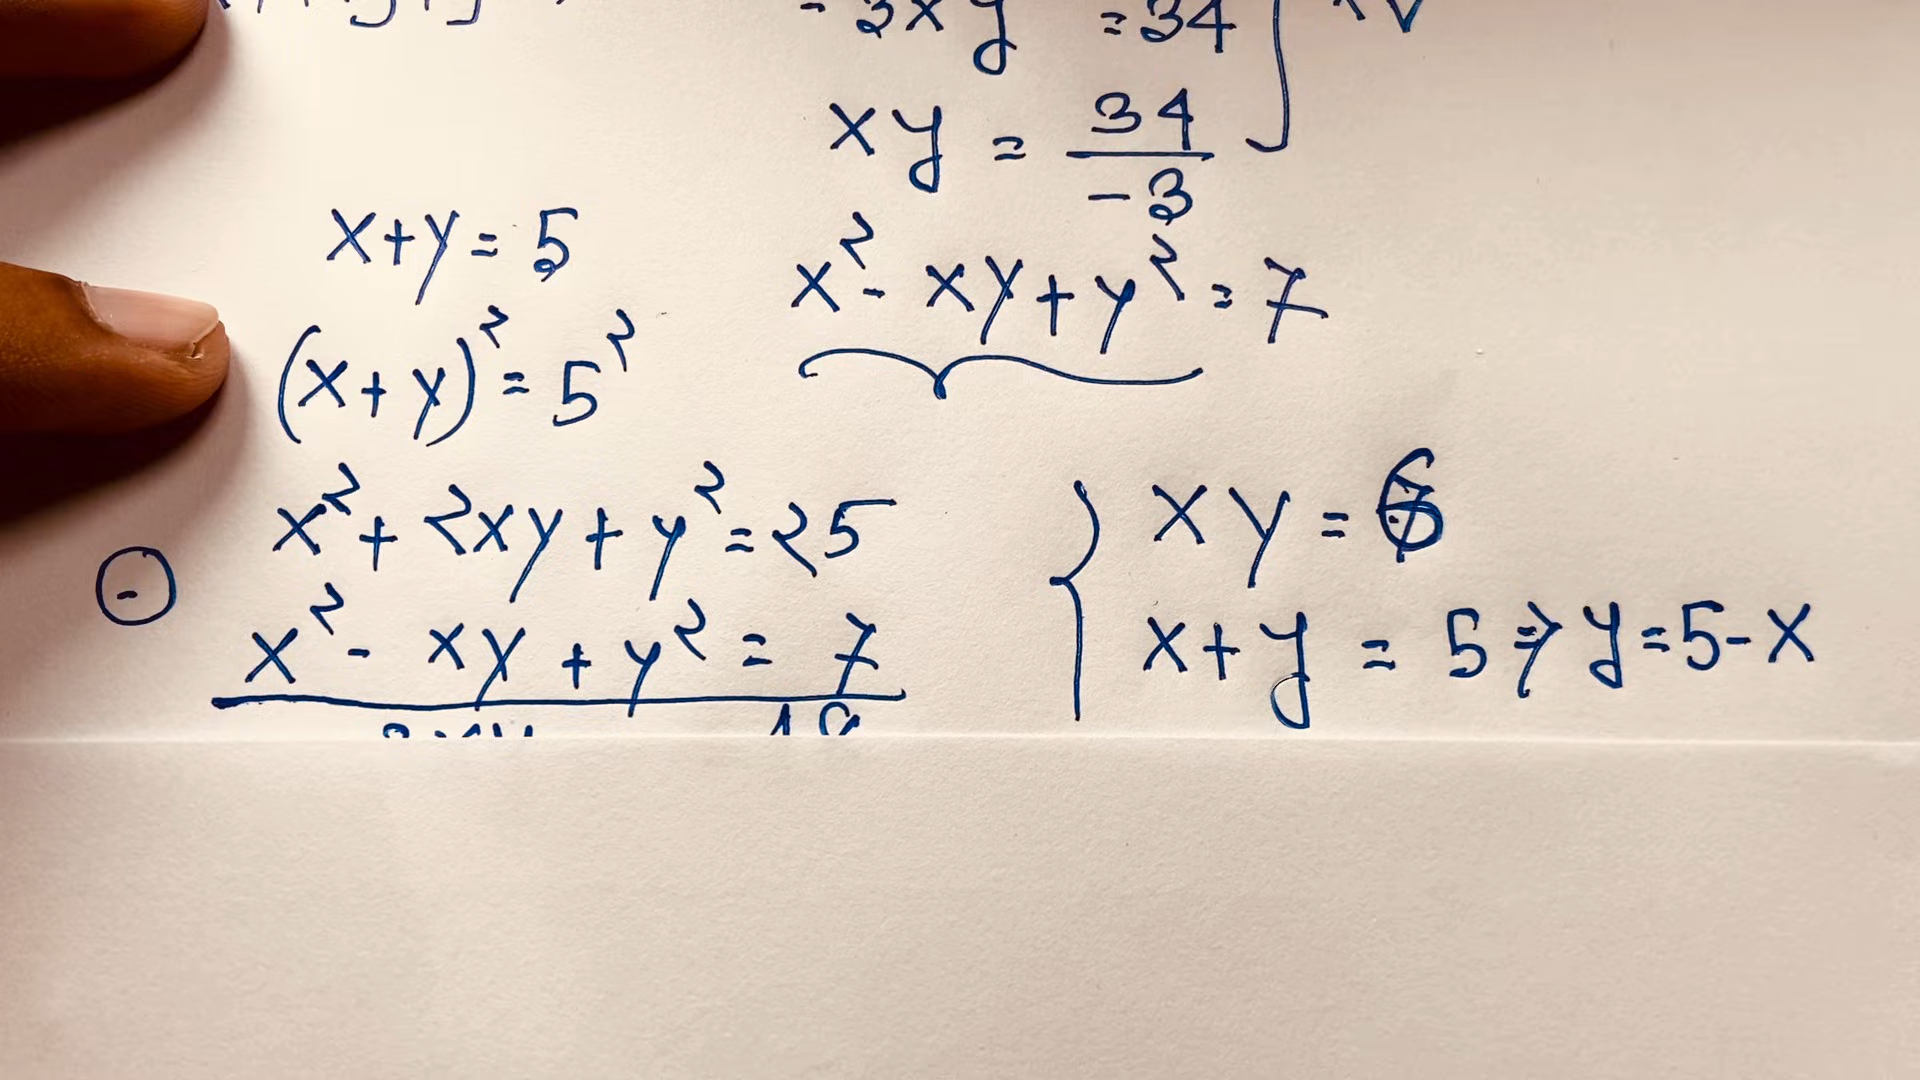 - 3xy = 34
xy = 34/-3
x+y = 5
x² - xy + y² = 7
(x+y)² = 5²
x² + 2xy + y² = 25
-
x² - xy + y² = 7
xy = 6
x+y = 5 ⇒ y = 5-x